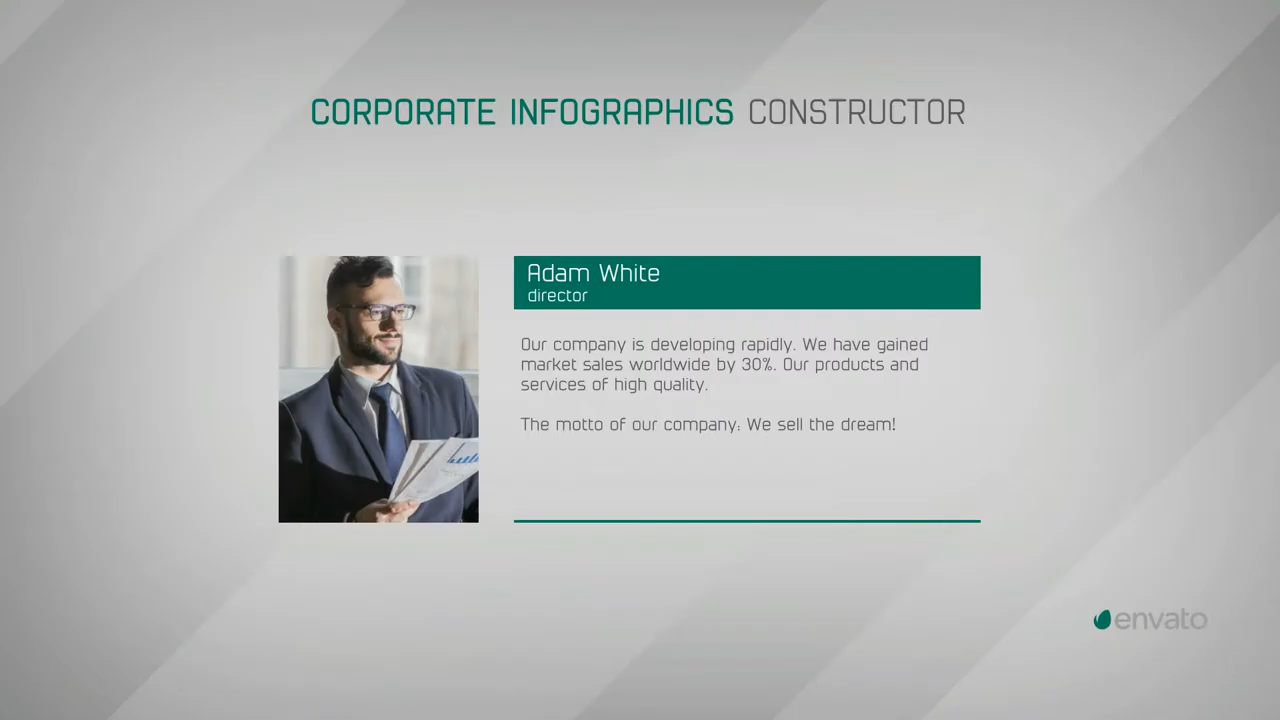 CORPORATE INFOGRAPHICS CONSTRUCTOR
Adam White
director
Our company is developing rapidly. We have gained
market sales worldwide by 30%. Our products and
services of high quality.
The motto of our company: We sell the dream!
envato